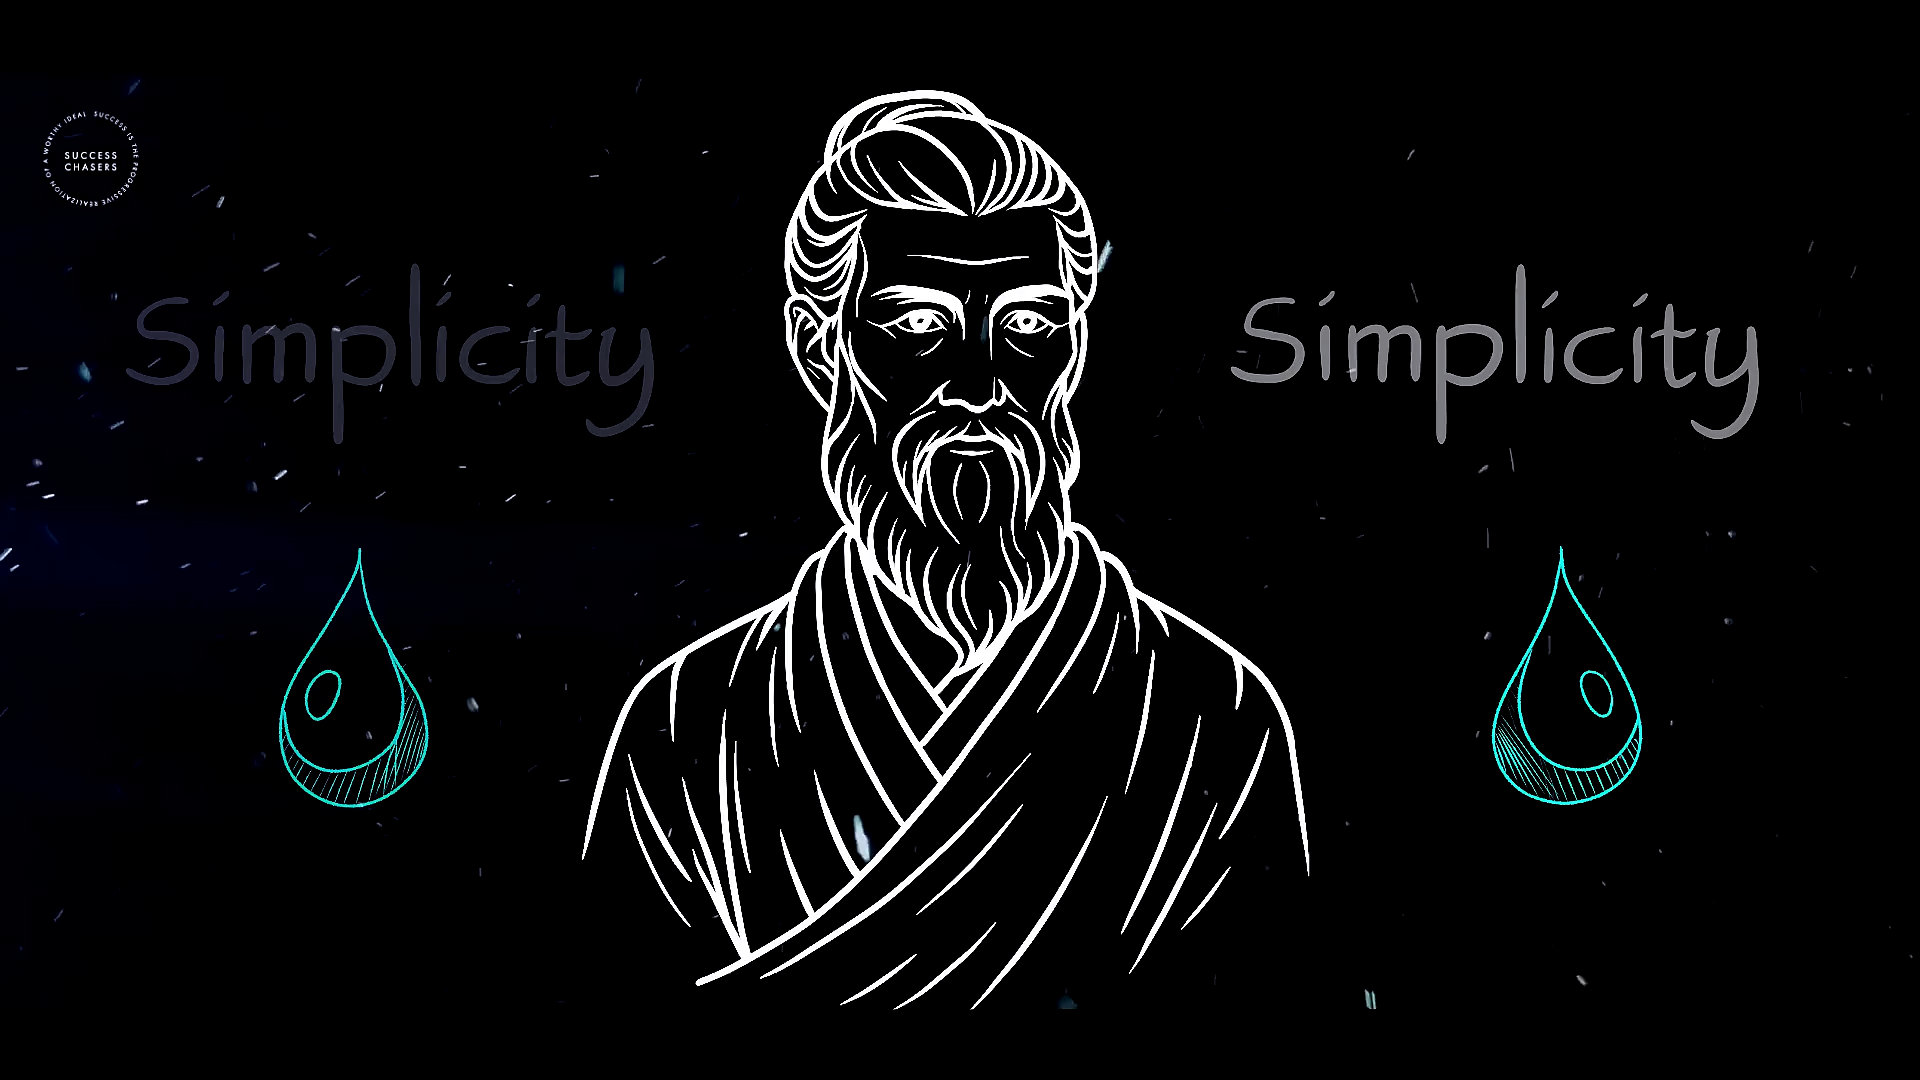 SUCCESS IS THE PROGRESSIVE REALIZATION OF A WORTHY IDEAL
SUCCESS
CHASERS
Simplicity
Simplicity